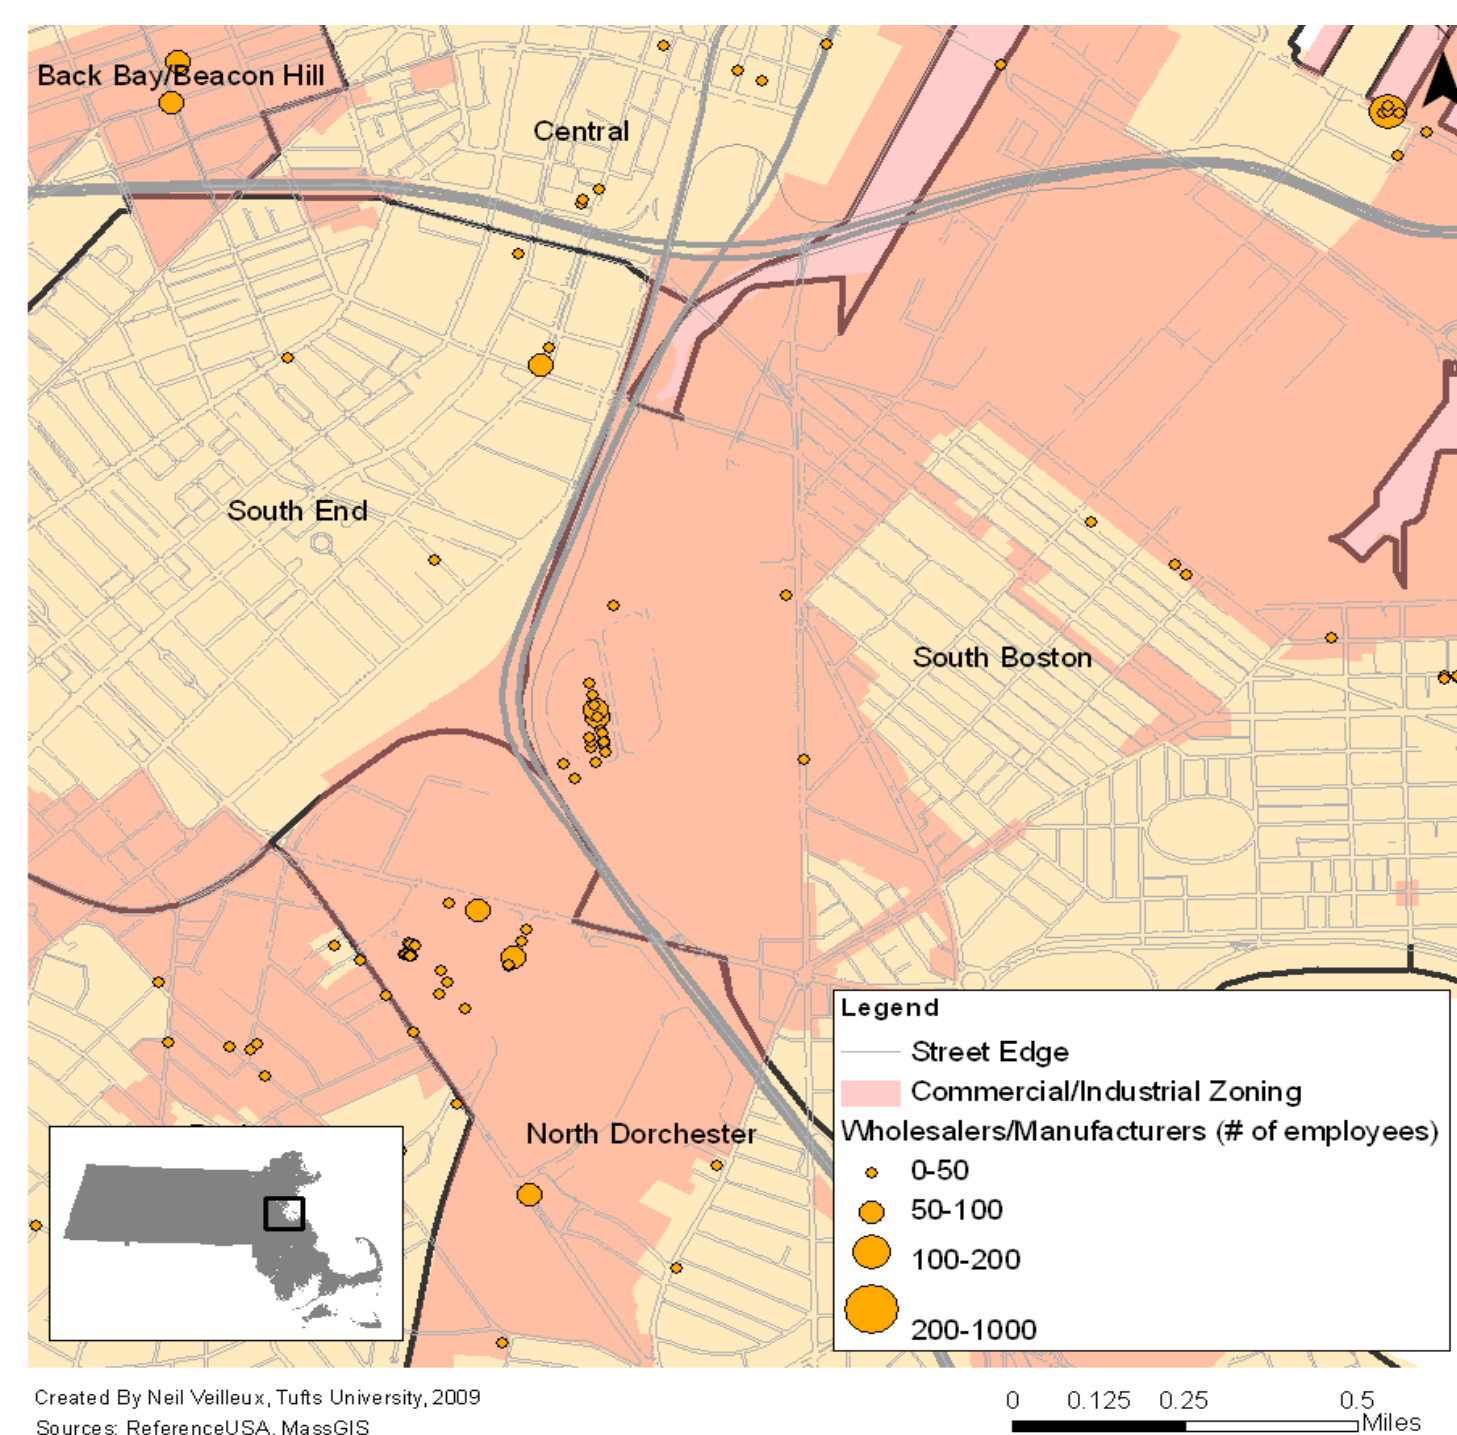 Back Bay/Beacon Hill
Central
South End
South Boston
North Dorchester
Legend
Street Edge
Commercial/Industrial Zoning
Wholesalers/Manufacturers (# of employees)
0-50
50-100
100-200
200-1000
Created By Neil Veilleux, Tufts University, 2009
Sources: ReferenceUSA, MassGIS
0 0.125 0.25 0.5
Miles